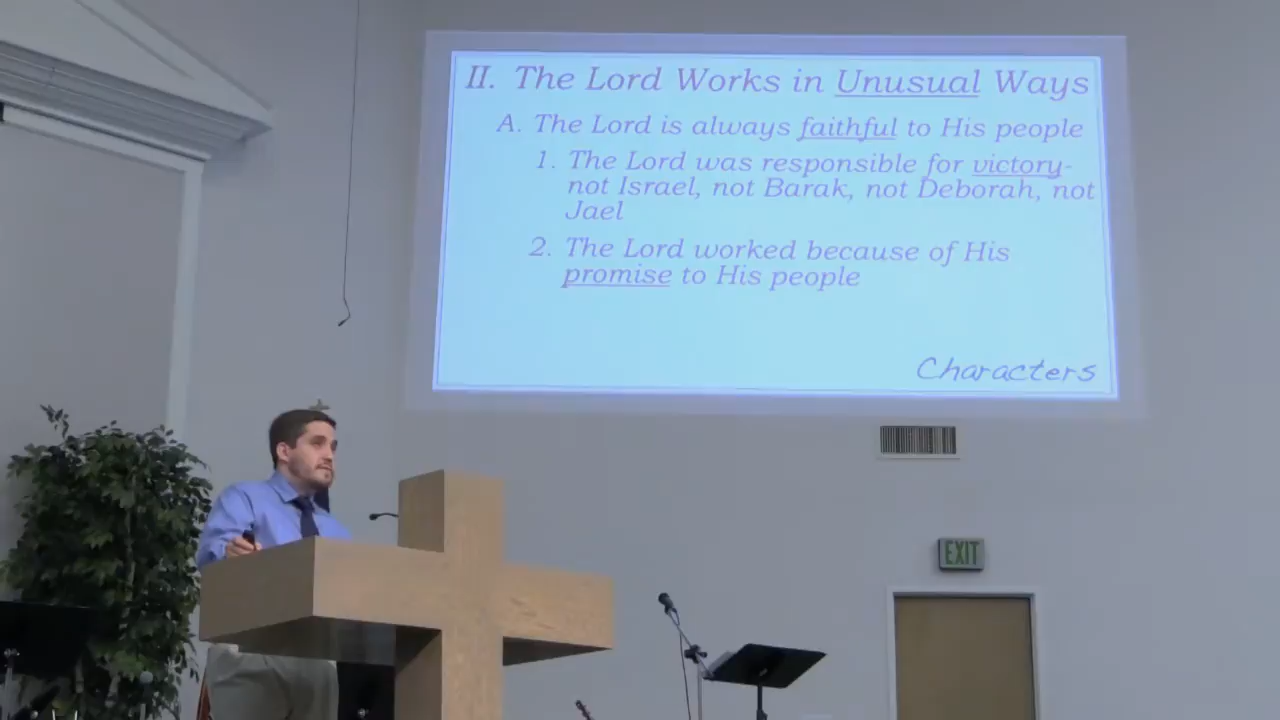 II. The Lord Works in Unusual Ways
A. The Lord is always faithful to His people
1. The Lord was responsible for victory-
not Israel, not Barak, not Deborah, not
Jael
2. The Lord worked because of His
promise to His people
Characters
EXIT